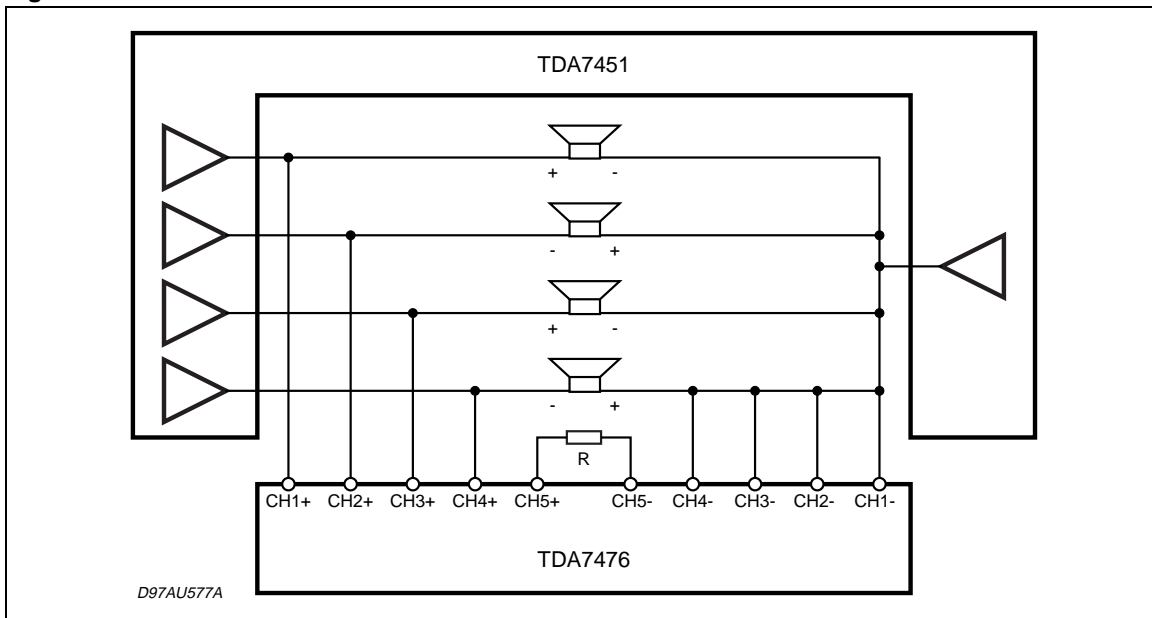 TDA7451
+ -
- +
+ -
- +
R
CH1+ CH2+ CH3+ CH4+ CH5+ CH5- CH4- CH3- CH2- CH1-
TDA7476
D97AU577A